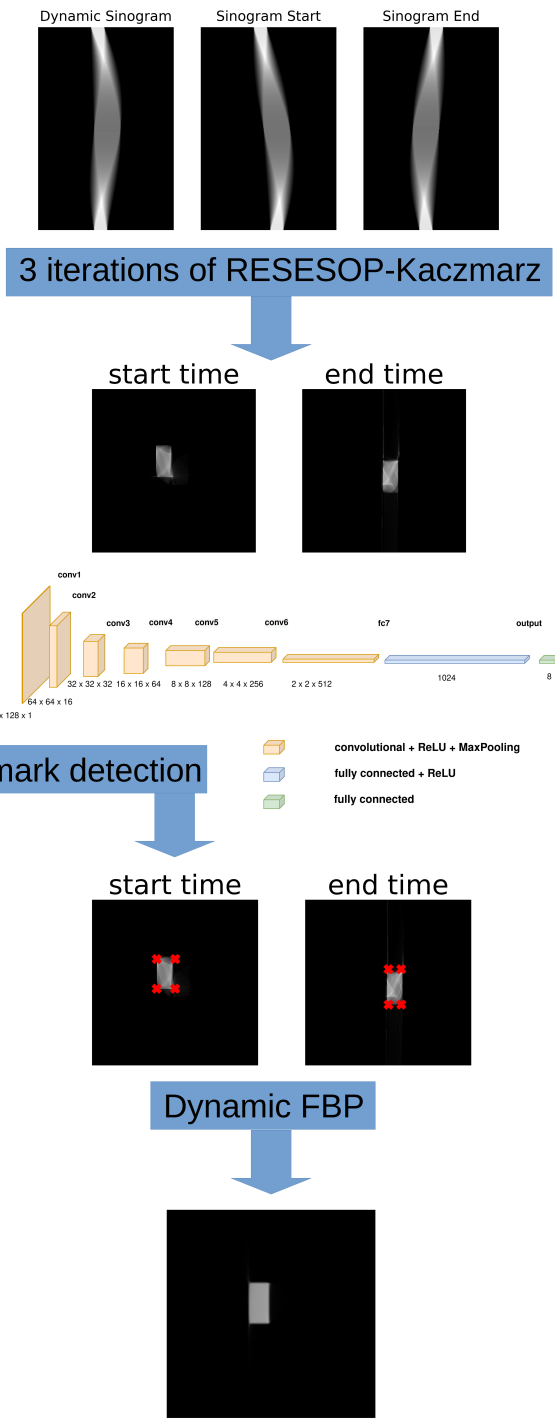 Dynamic Sinogram Sinogram Start Sinogram End
3 iterations of RESESOP-Kaczmarz
start time end time
conv1
conv2
conv3 conv4 conv5 conv6 fc7 output
32 x 32 x 32 16 x 16 x 64 8 x 8 x 128 4 x 4 x 256 2 x 2 x 512 1024 8
64 x 64 x 16
x 128 x 1
convolutional + ReLU + MaxPooling
mark detection
fully connected + ReLU
fully connected
start time end time
Dynamic FBP